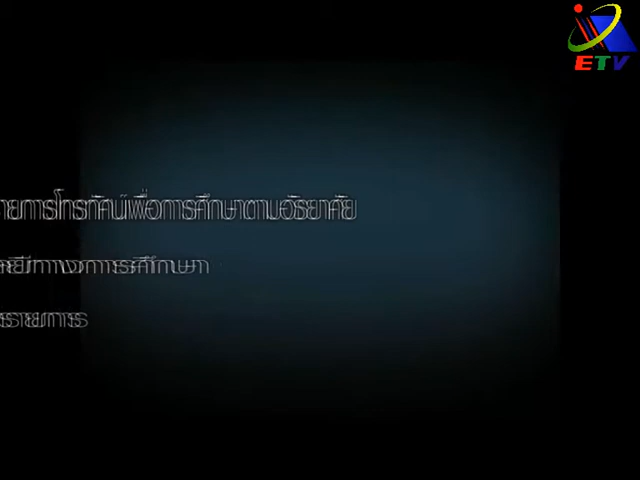 ETV
ายการโทรทัศน์เพื่อการศึกษาตามอัธยาศัย
ยีทางการศึกษา
รายการ